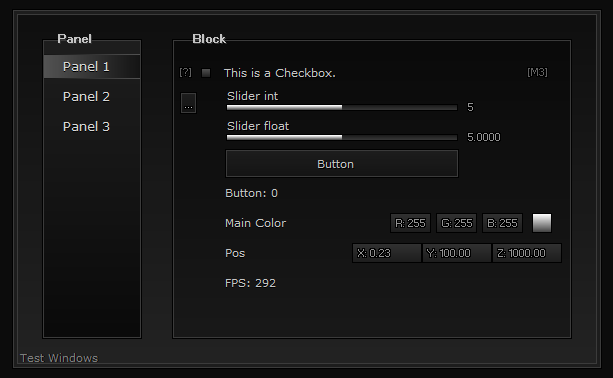 Panel
Panel 1
Panel 2
Panel 3
Block
[?] This is a Checkbox. [M3]
Slider int
... 5
Slider float
5.0000
Button
Button: 0
Main Color R: 255 G: 255 B: 255
Pos X: 0.23 Y: 100.00 Z: 1000.00
FPS: 292
Test Windows